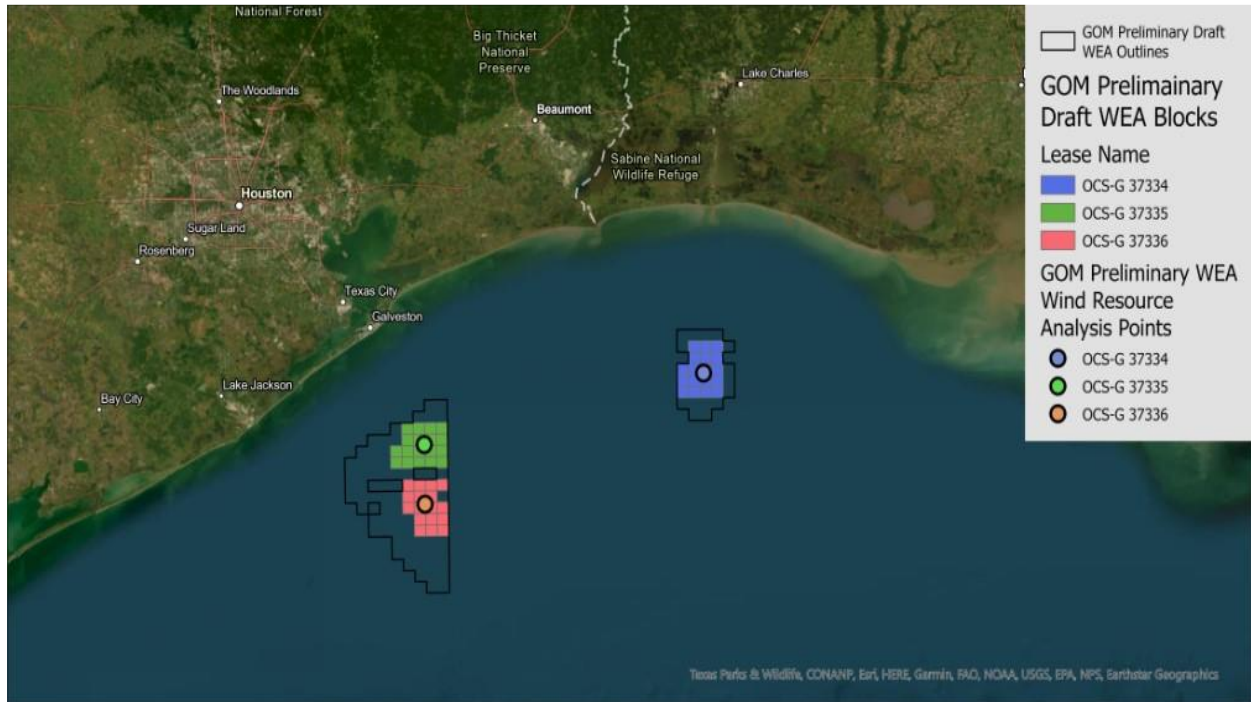 National Forest
Big Thicket
National
Preserve
The Woodlands
Beaumont
Lake Charles
Sabine National
Wildlife Refuge
Houston
Sugar Land
Rosenberg
Texas City
Galveston
Lake Jackson
Bay City
GOM Preliminary Draft
WEA Outlines
GOM Prelimainary
Draft WEA Blocks
Lease Name
OCS-G 37334
OCS-G 37335
OCS-G 37336
GOM Preliminary WEA
Wind Resource
Analysis Points
OCS-G 37334
OCS-G 37335
OCS-G 37336
Texas Parks & Wildlife, CONANP, Esri, HERE, Garmin, FAO, NOAA, USGS, EPA, NPS, Earthstar Geographics